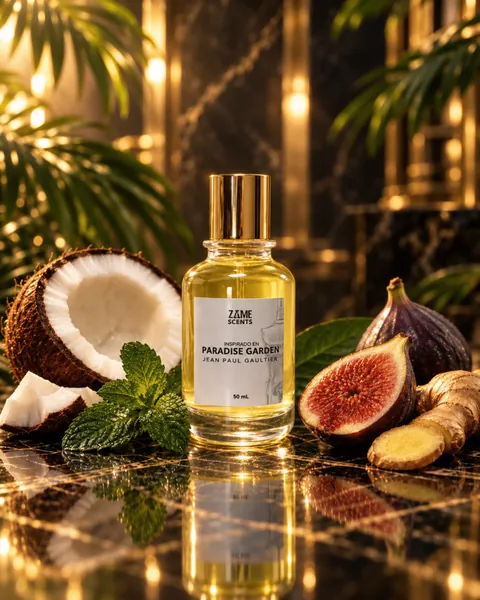 ZAME
SCENTS
INSPIRADO EN
PARADISE GARDEN
JEAN PAUL GAULTIER
50 mL